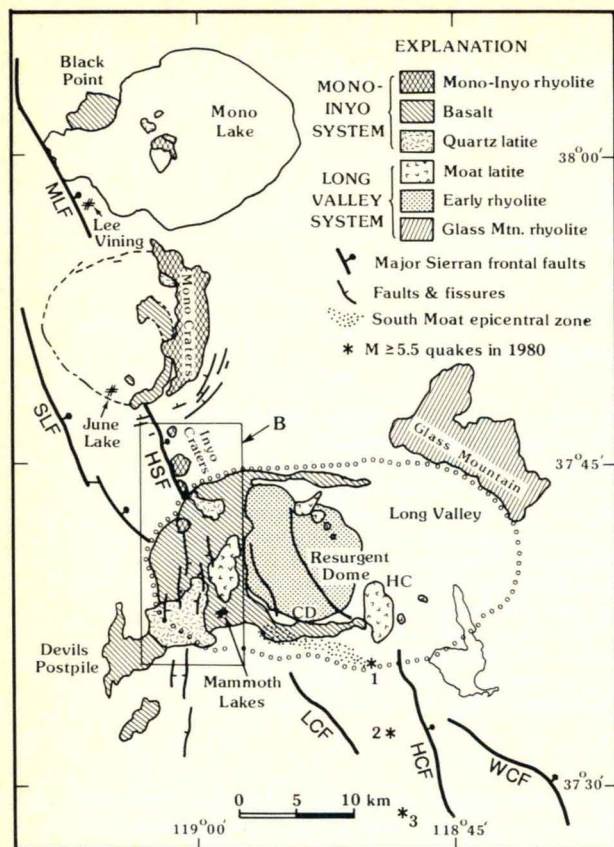 119°00'
118°45'
EXPLANATION
MONO-
INYO
SYSTEM
Mono-Inyo rhyolite
Basalt
Quartz latite
LONG
VALLEY
SYSTEM
Moat latite
Early rhyolite
Glass Mtn. rhyolite
Major Sierran frontal faults
Faults & fissures
South Moat epicentral zone
* M ≥5.5 quakes in 1980
Black
Point
Mono
Lake
38°00'
MLF
Lee
Vining
Mono Craters
SLF
June
Lake
HSF
Inyo
Craters
B
Glass Mountain
37°45'
Long Valley
Resurgent
Dome
HC
CD
Devils
Postpile
Mammoth
Lakes
1
LCF
2
HCF
WCF
37°30'
3
0 5 10 km
119°00'
118°45'